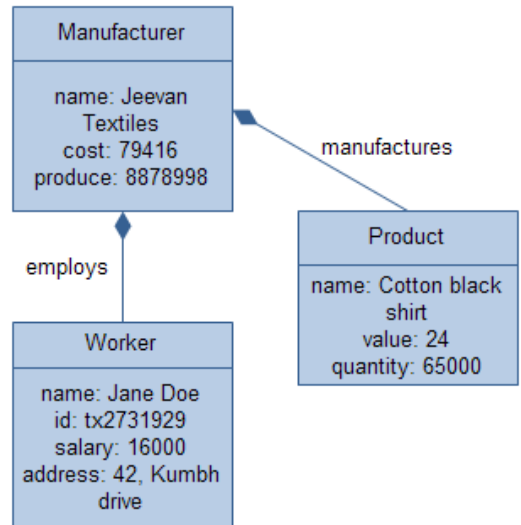 Manufacturer
name: Jeevan
Textiles
cost: 79416
produce: 8878998
manufactures
employs
Product
name: Cotton black
shirt
value: 24
quantity: 65000
Worker
name: Jane Doe
id: tx2731929
salary: 16000
address: 42, Kumbh
drive